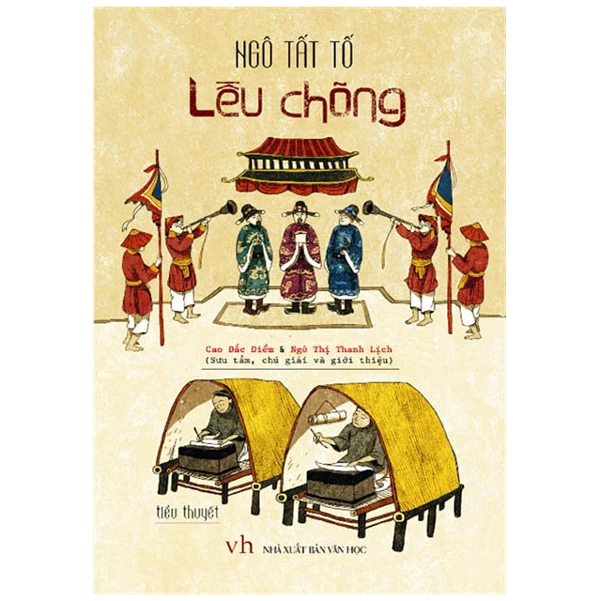 NGÔ TẤT TỐ
Lều chõng
Cao Đắc Điểm & Ngô Thị Thanh Lịch
(Sưu tầm, chú giải và giới thiệu)
tiểu thuyết
vh NHÀ XUẤT BẢN VĂN HỌC